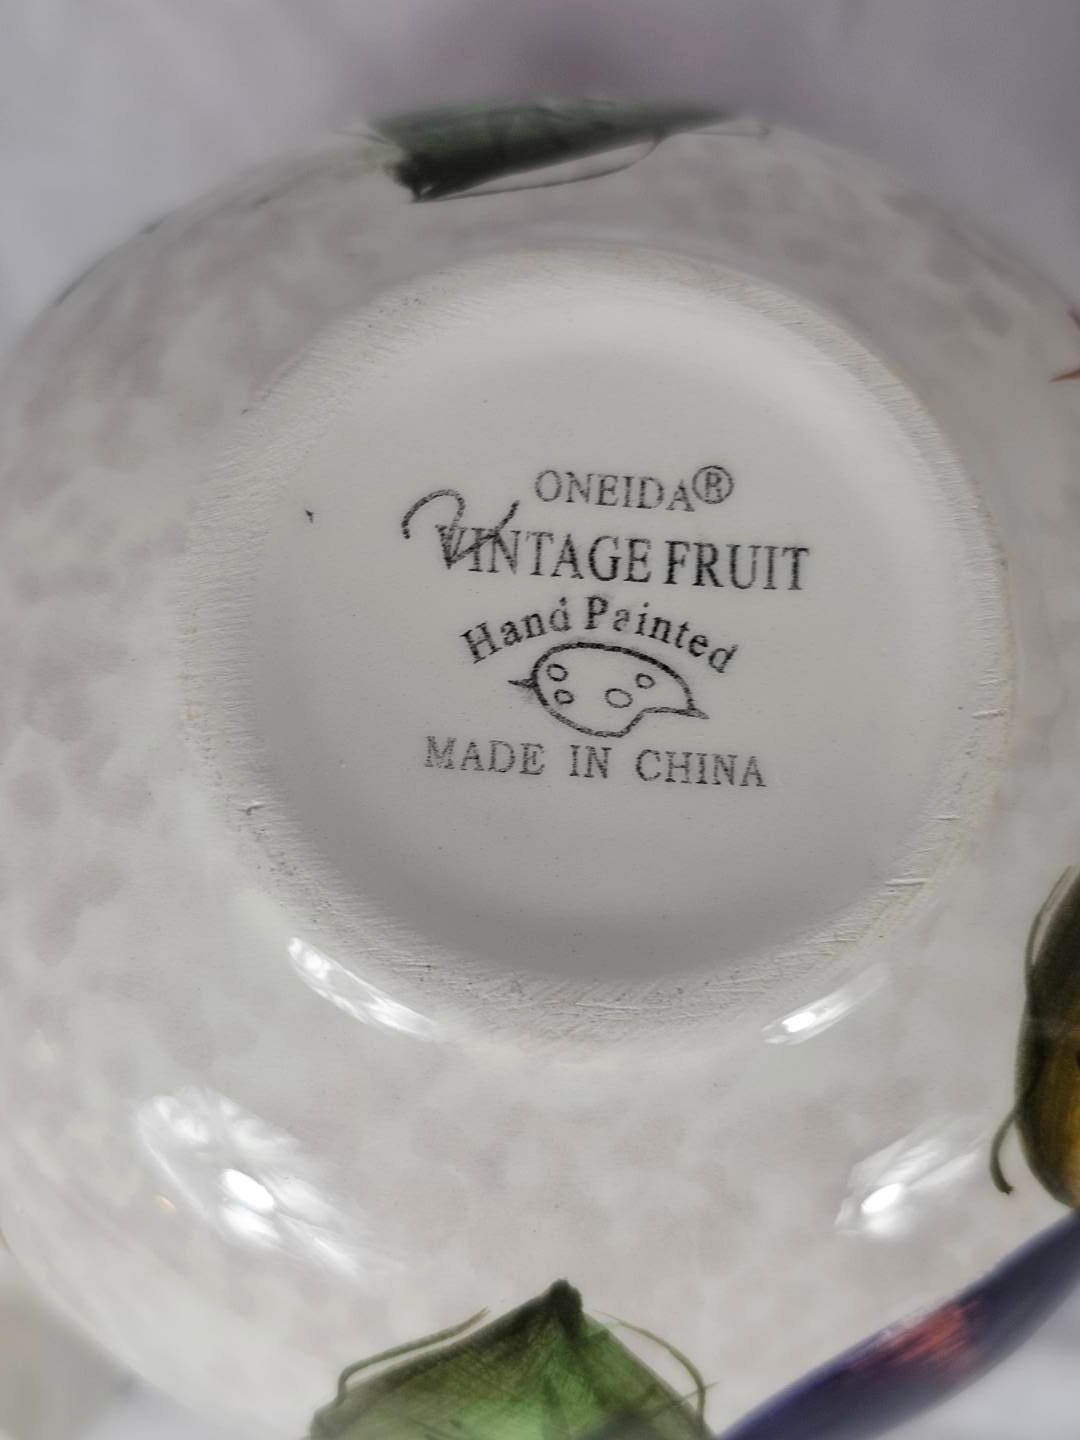 ONEIDA®
VINTAGE FRUIT
Hand Painted
MADE IN CHINA